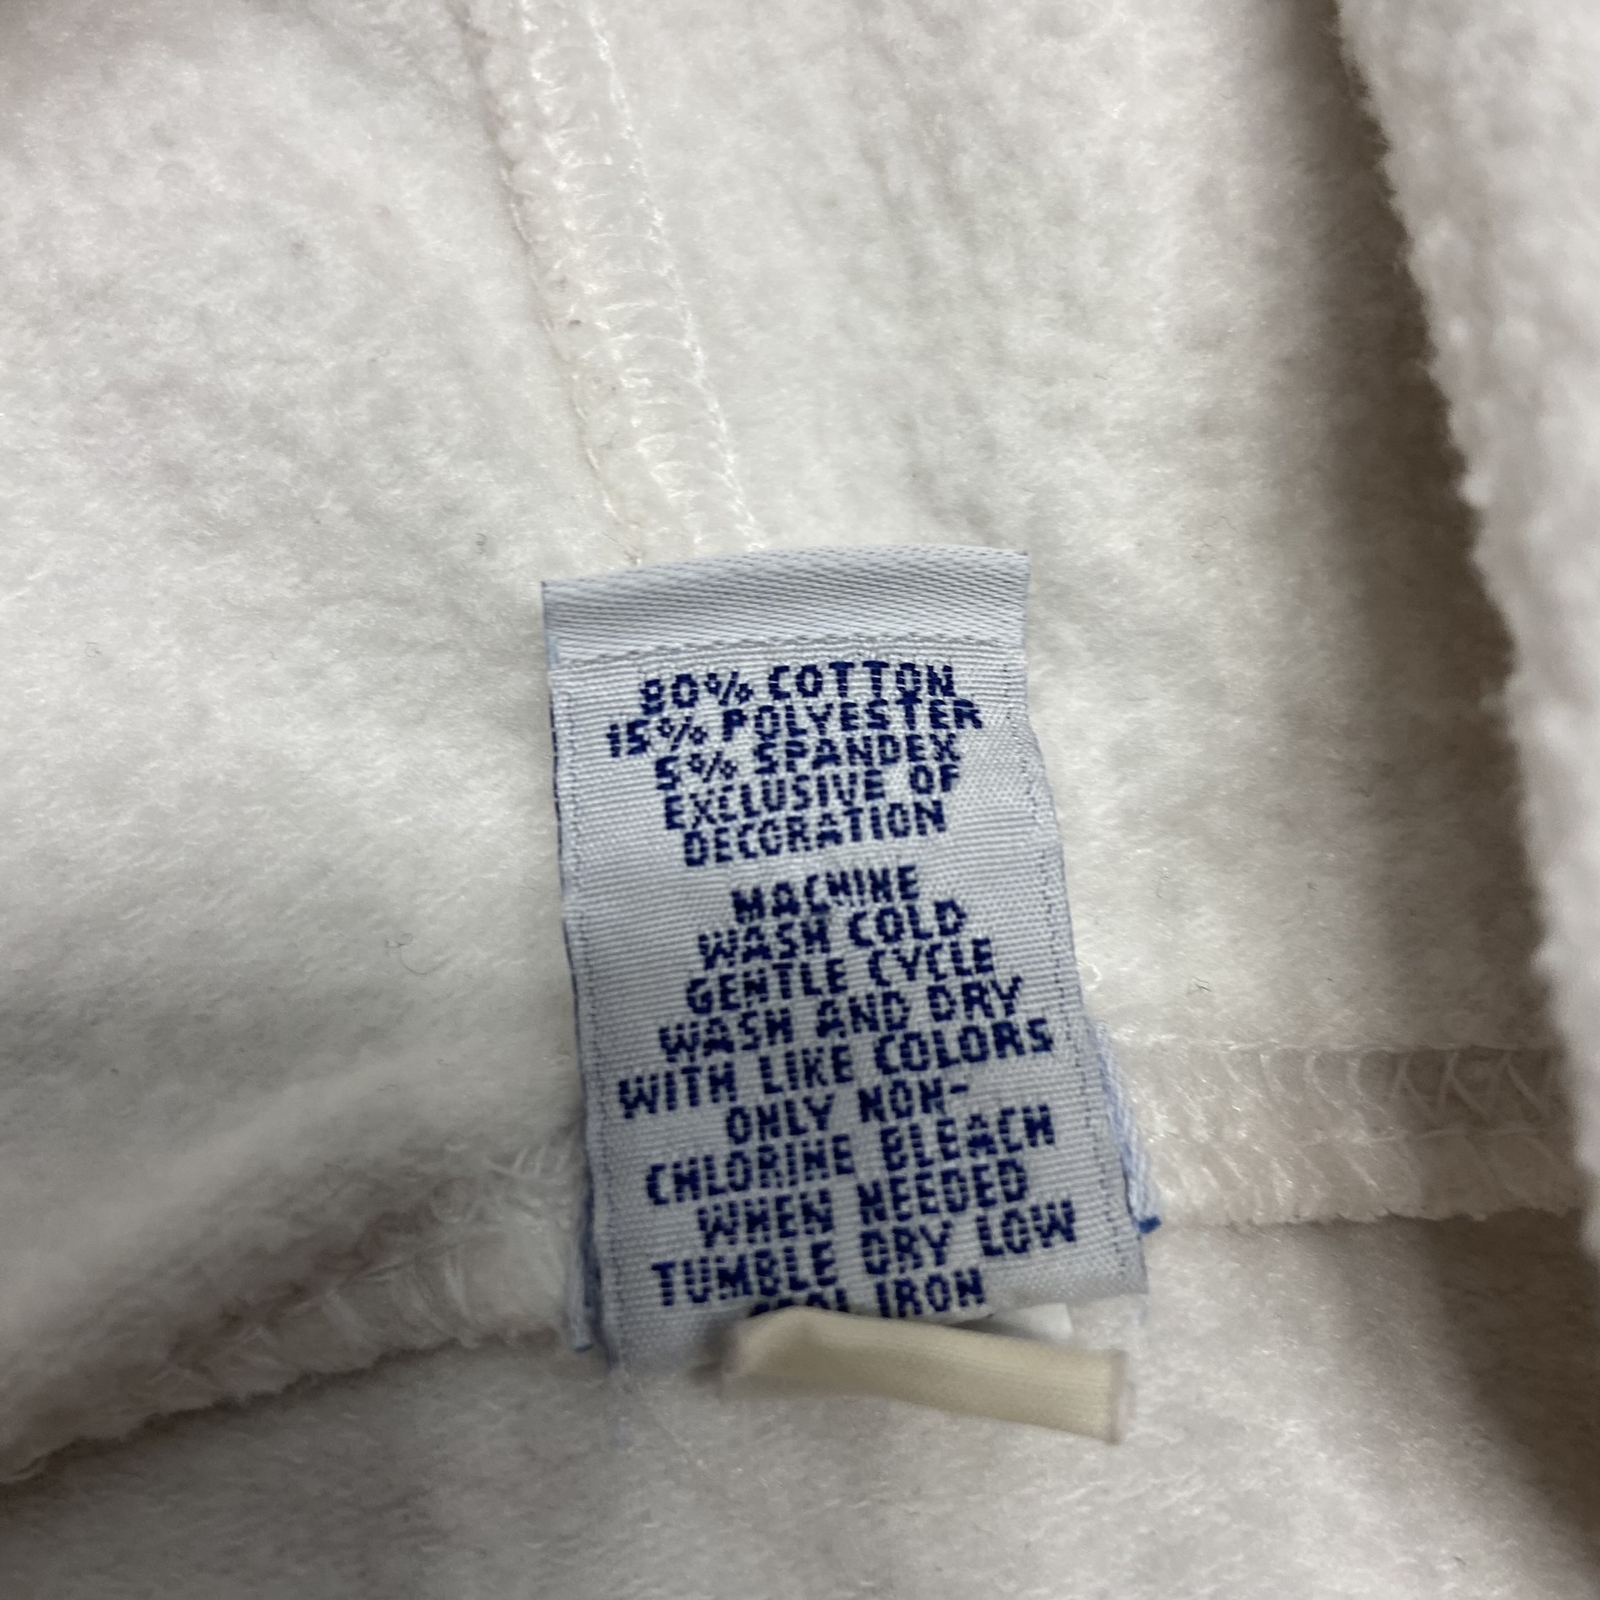 80% COTTON
15% POLYESTER
5% SPANDEX
EXCLUSIVE OF
DECORATION
MACHINE
WASH COLD
GENTLE CYCLE
WASH AND DRY
WITH LIKE COLORS
ONLY NON-
CHLORINE BLEACH
WHEN NEEDED
TUMBLE DRY LOW
IRON